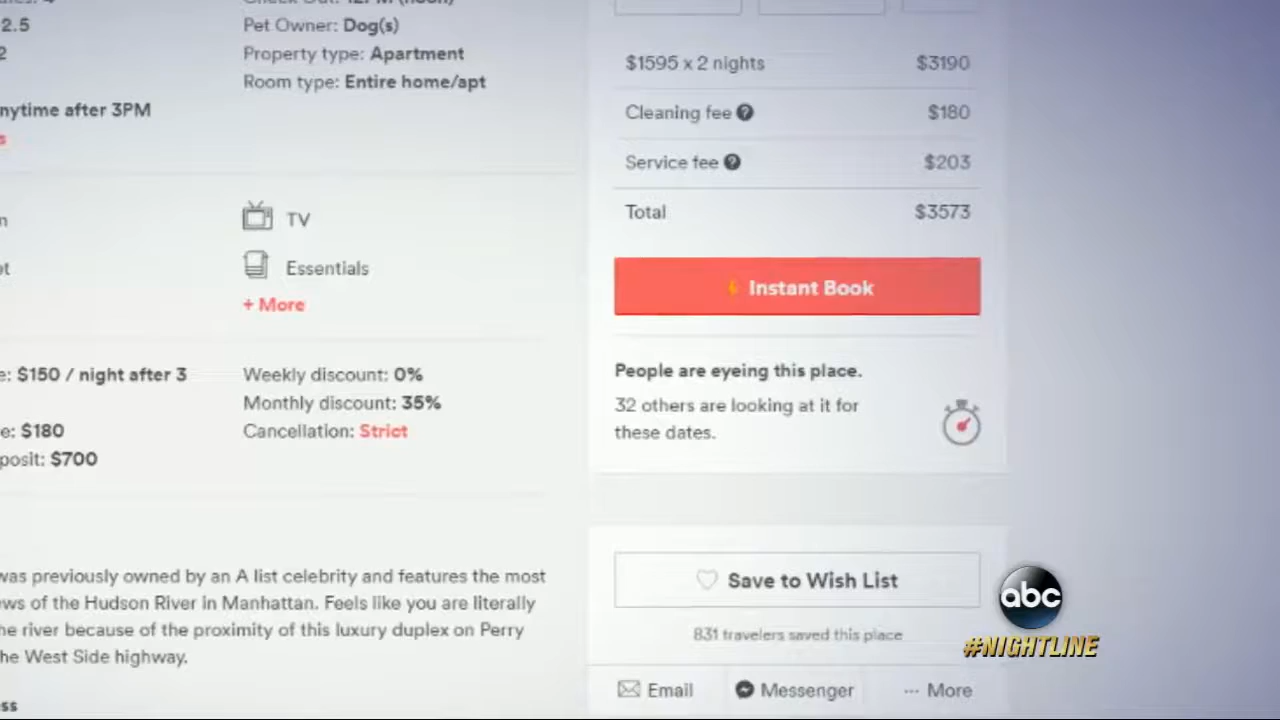 2.5
2
nytime after 3PM
s
Pet Owner: Dog(s)
Property type: Apartment
Room type: Entire home/apt
n
t
TV
Essentials
+ More
e: $150 / night after 3
e: $180
posit: $700
Weekly discount: 0%
Monthly discount: 35%
Cancellation: Strict
was previously owned by an A list celebrity and features the most
ws of the Hudson River in Manhattan. Feels like you are literally
he river because of the proximity of this luxury duplex on Perry
he West Side highway.
ss
$1595 x 2 nights $3190
Cleaning fee ? $180
Service fee ? $203
Total $3573
Instant Book
People are eyeing this place.
32 others are looking at it for
these dates.
Save to Wish List
831 travelers saved this place
Email Messenger ··· More
abc
#NIGHTLINE